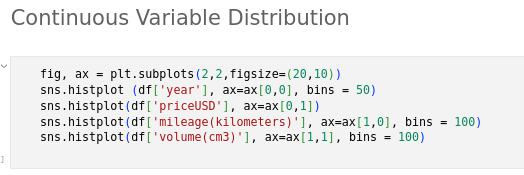 Continuous Variable Distribution
fig, ax = plt.subplots(2,2,figsize=(20,10))
sns.histplot (df['year'], ax=ax[0,0], bins = 50)
sns.histplot(df['priceUSD'], ax=ax[0,1])
sns.histplot(df['mileage(kilometers)'], ax=ax[1,0], bins = 100)
sns.histplot(df['volume(cm3)'], ax=ax[1,1], bins = 100)
]